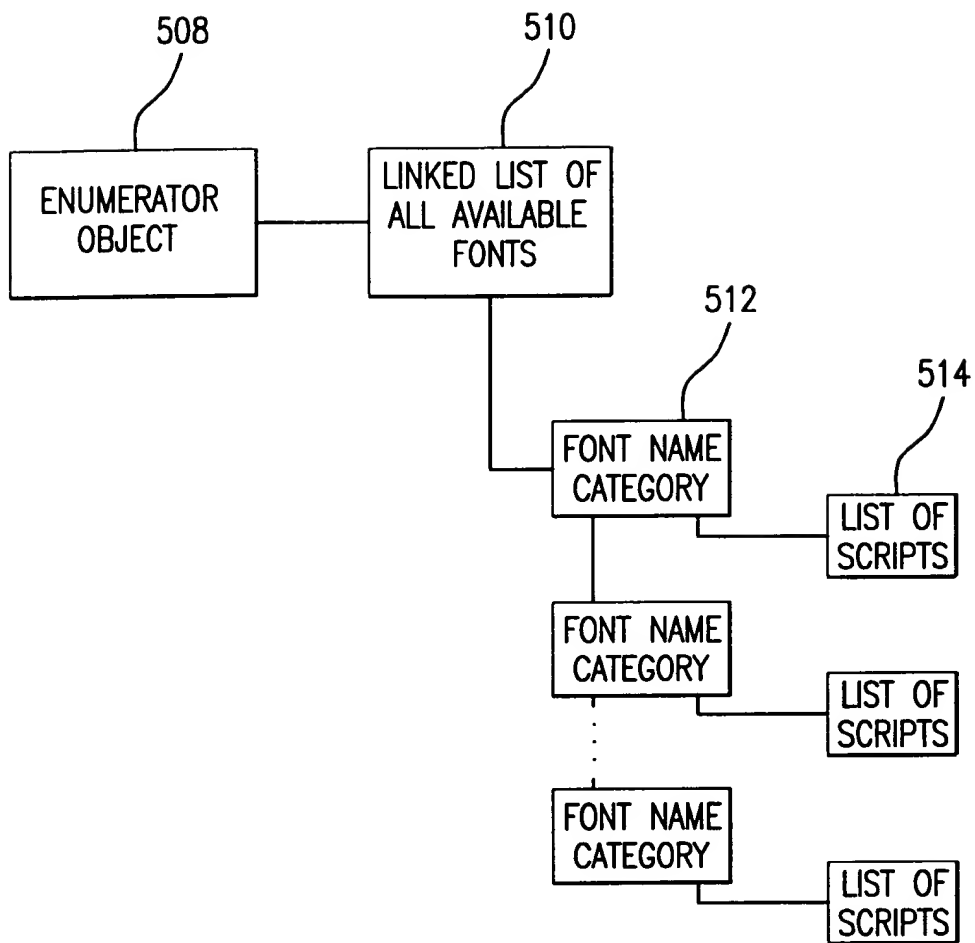 508
510
ENUMERATOR
OBJECT
LINKED LIST OF
ALL AVAILABLE
FONTS
512
514
FONT NAME
CATEGORY
LIST OF
SCRIPTS
FONT NAME
CATEGORY
LIST OF
SCRIPTS
FONT NAME
CATEGORY
LIST OF
SCRIPTS